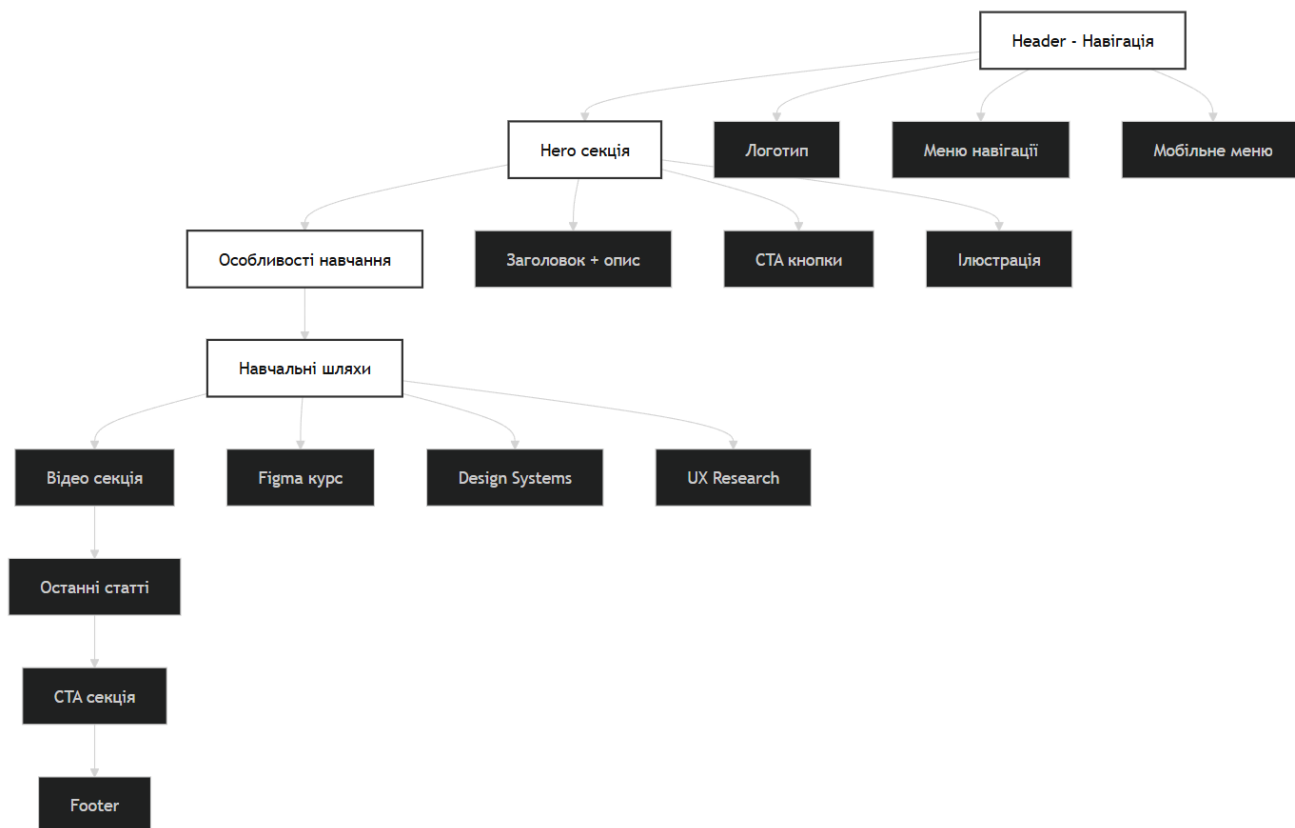 Header - Навігація
Hero секція
Логотип
Меню навігації
Мобільне меню
Особливості навчання
Заголовок + опис
CTA кнопки
Ілюстрація
Навчальні шляхи
Відео секція
Figma курс
Design Systems
UX Research
Останні статті
CTA секція
Footer